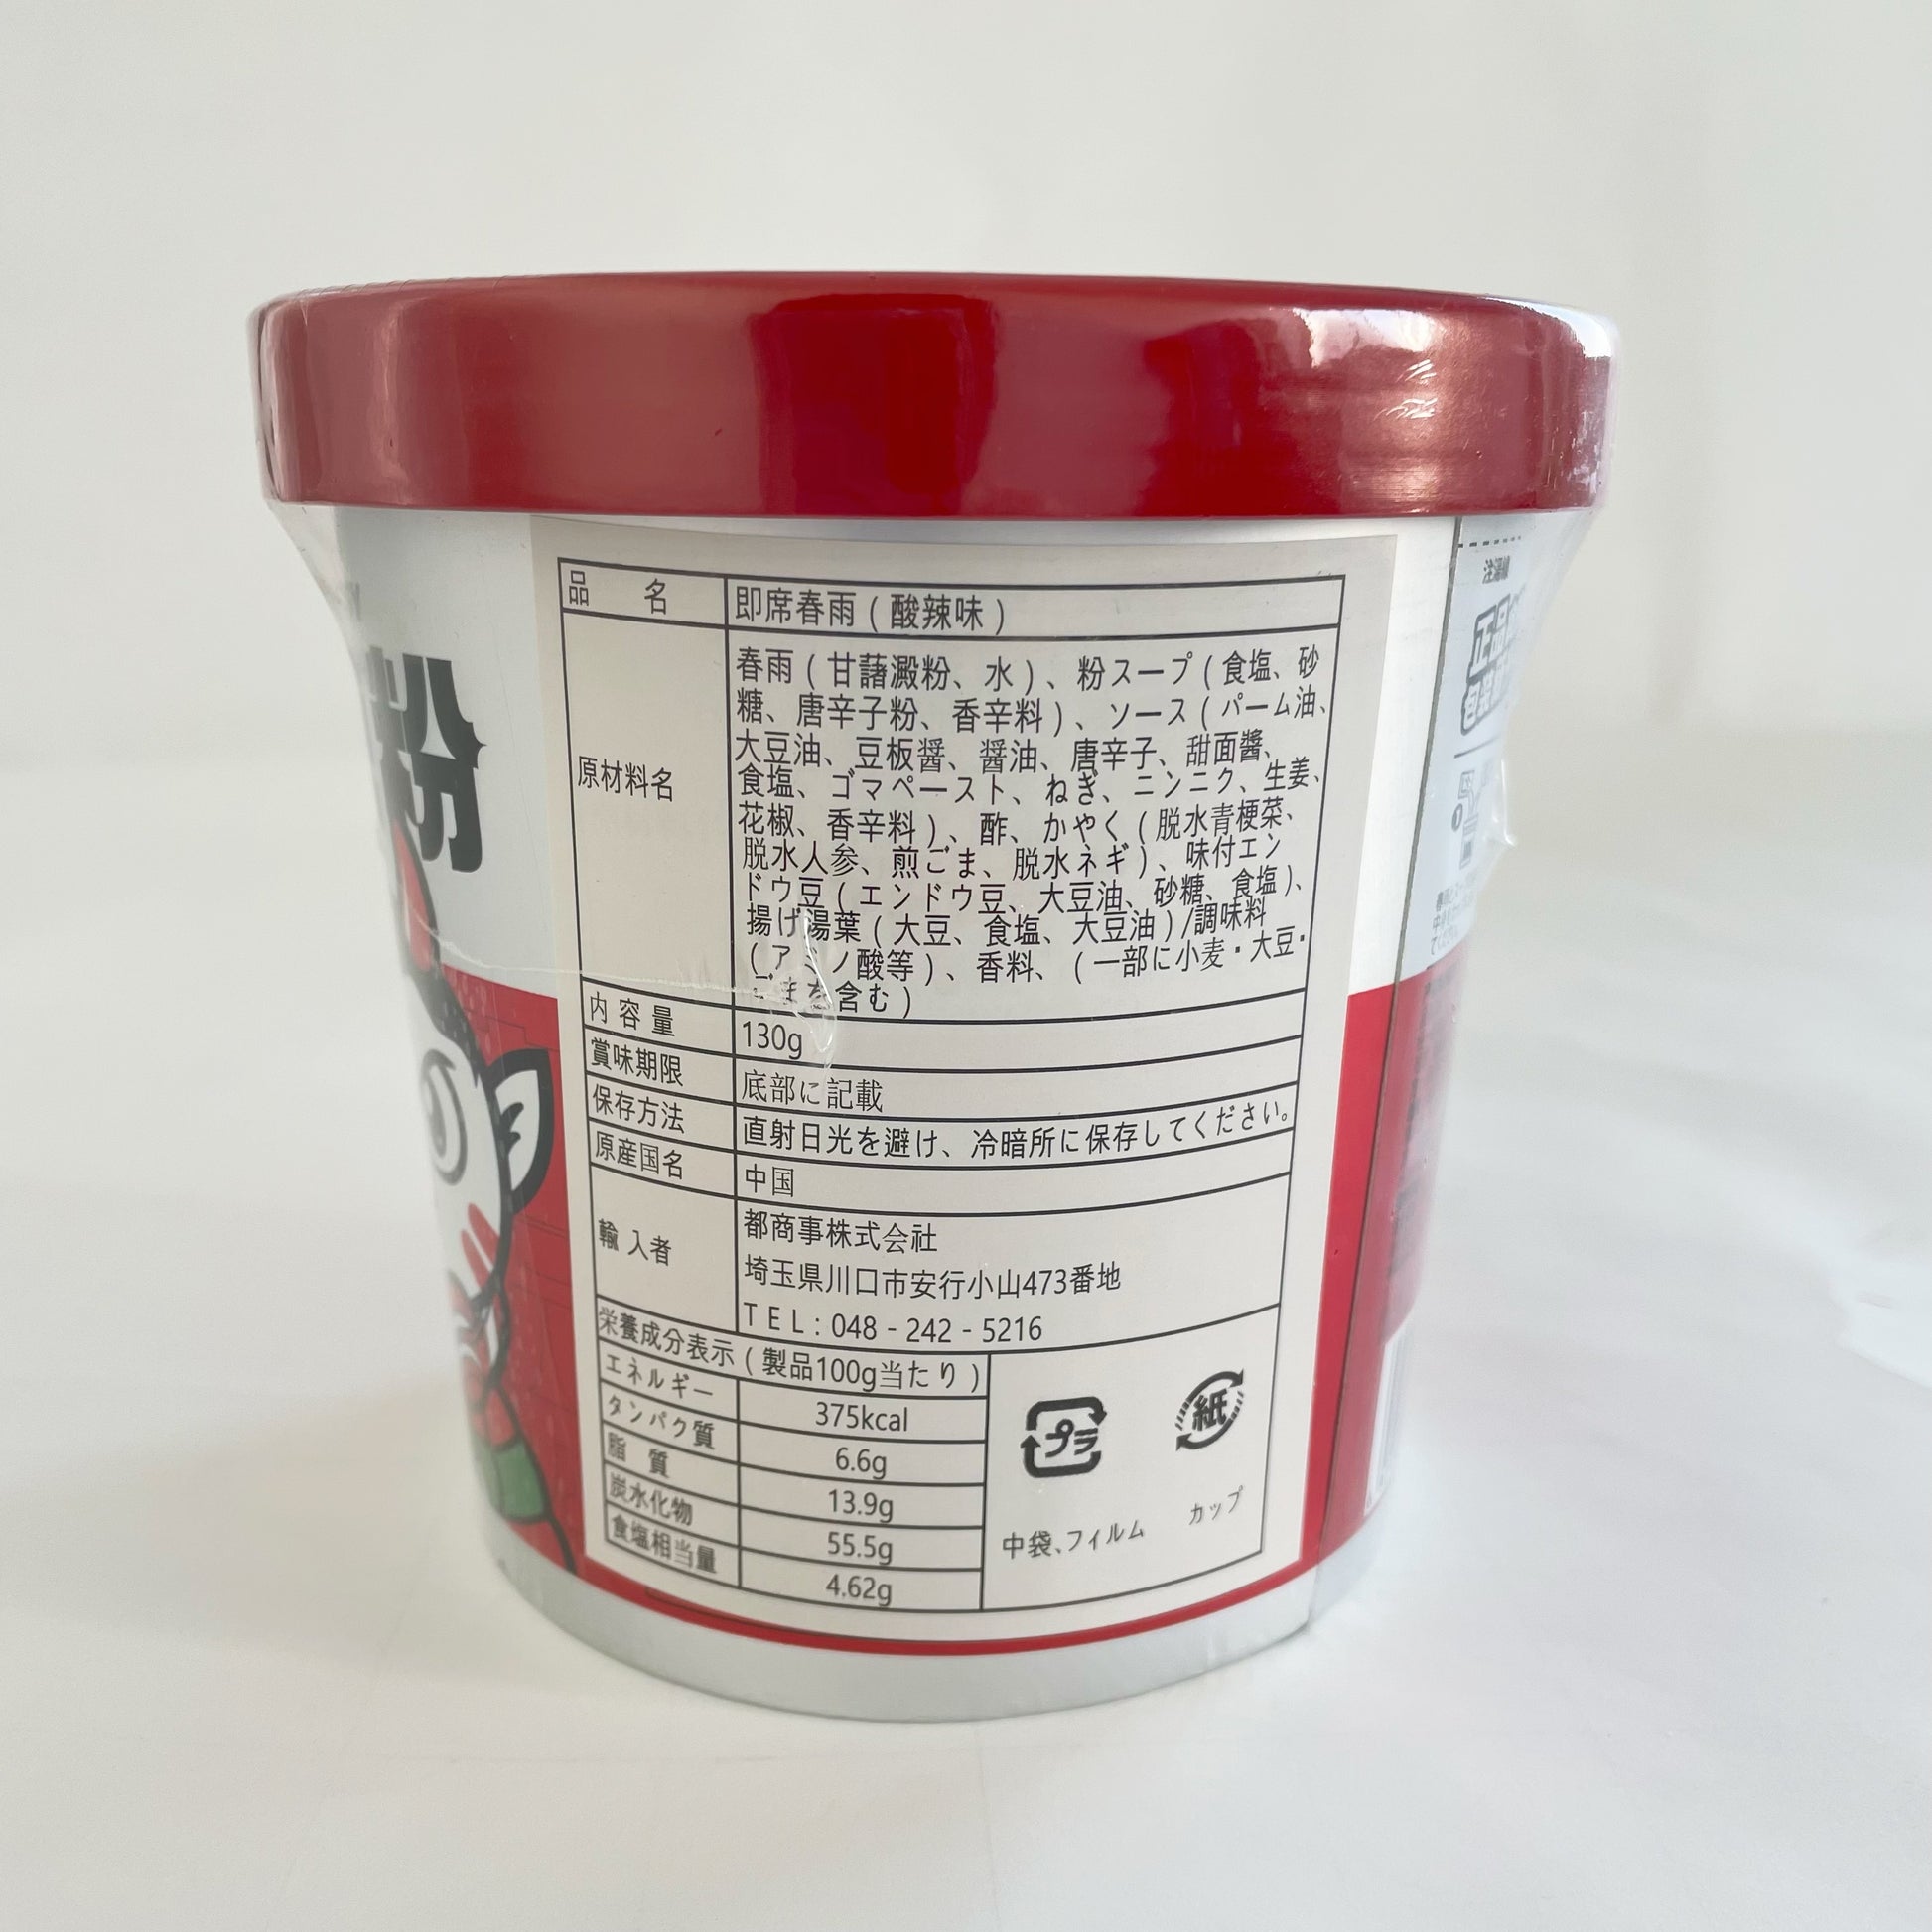 粉
品 名 即席春雨(酸辣味)
原材料名
春雨(甘藷澱粉、水)、粉スープ(食塩、砂
糖、唐辛子粉、香辛料)、ソース(パーム油、
大豆油、豆板醤、醤油、唐辛子、甜面醬、
食塩、ゴマペースト、ねぎ、ニンニク、生姜、
花椒、香辛料)、酢、かやく(脱水青梗菜、
脱水人参、煎ごま、脱水ネギ)、味付エン
ドウ豆(エンドウ豆、大豆油、砂糖、食塩)、
揚げ湯葉(大豆、食塩、大豆油)/調味料
(アミノ酸等)、香料、(一部に小麦・大豆・
ごまを含む)
内容量 130g
賞味期限 底部に記載
保存方法 直射日光を避け、冷暗所に保存してください。
原産国名 中国
輸入者
都商事株式会社
埼玉県川口市安行小山473番地
TEL:048-242-5216
栄養成分表示(製品100g当たり)
エネルギー 375kcal
タンパク質 6.6g
脂 質 13.9g
炭水化物 55.5g
食塩相当量 4.62g
プラ 紙
中袋、フィルム カップ
注湯線
正品